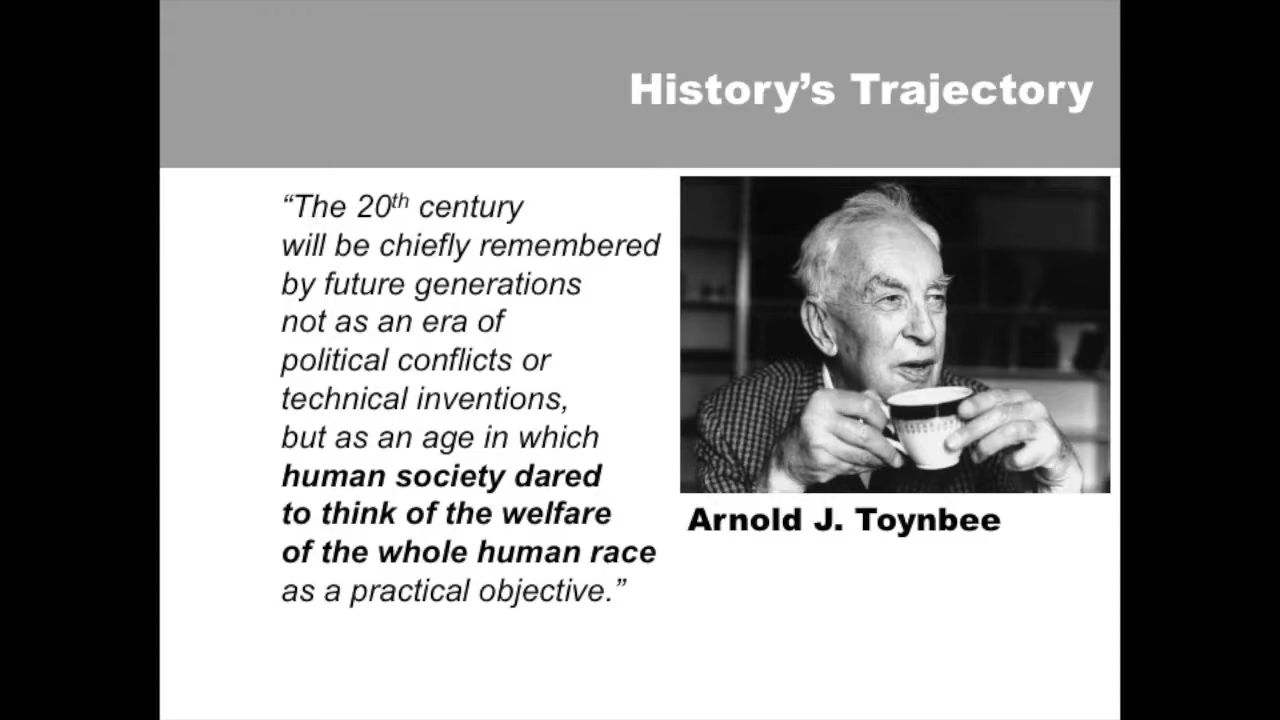 History’s Trajectory
“The 20th century
will be chiefly remembered
by future generations
not as an era of
political conflicts or
technical inventions,
but as an age in which
human society dared
to think of the welfare
of the whole human race
as a practical objective.”
Arnold J. Toynbee